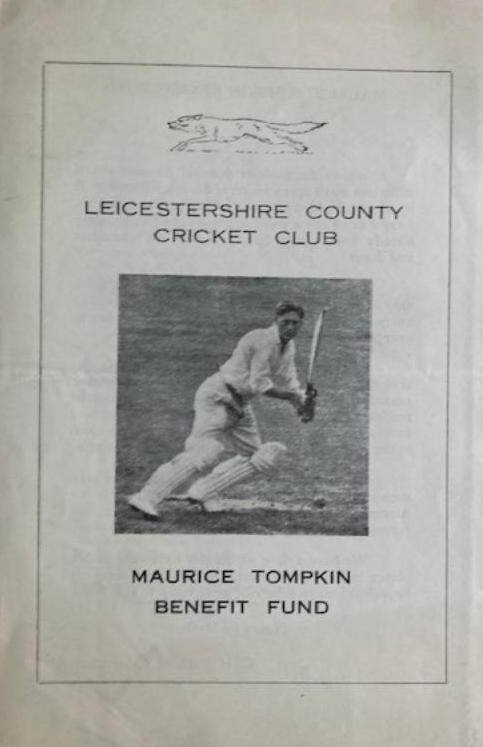 LEICESTERSHIRE COUNTY
CRICKET CLUB
MAURICE TOMPKIN
BENEFIT FUND